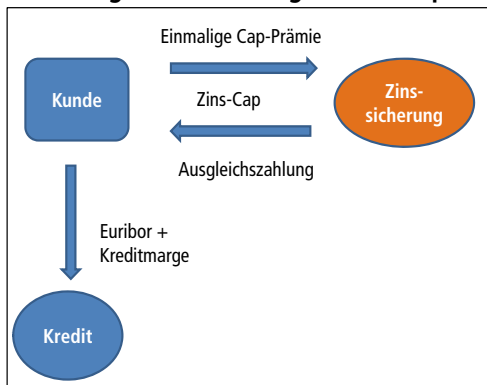 Einmalige Cap-Prämie
Kunde
Zins-Cap
Zins-
sicherung
Ausgleichszahlung
Euribor +
Kreditmarge
Kredit